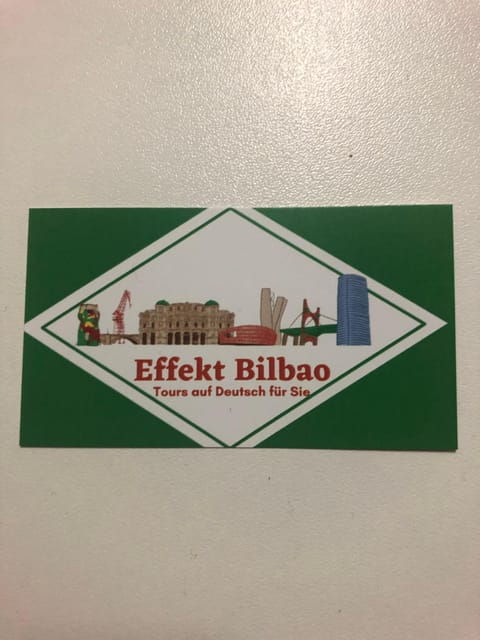 Effekt Bilbao
Tours auf Deutsch für Sie